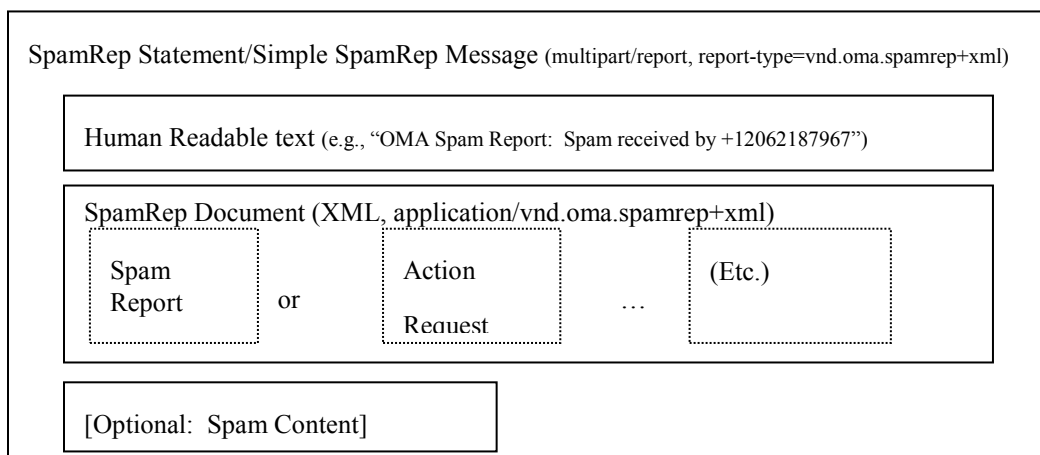 SpamRep Statement/Simple SpamRep Message (multipart/report, report-type=vnd.oma.spamrep+xml)
Human Readable text (e.g., “OMA Spam Report:  Spam received by +12062187967”)
SpamRep Document (XML, application/vnd.oma.spamrep+xml)
Spam
Report
or
Action
Request
…
(Etc.)
[Optional:  Spam Content]